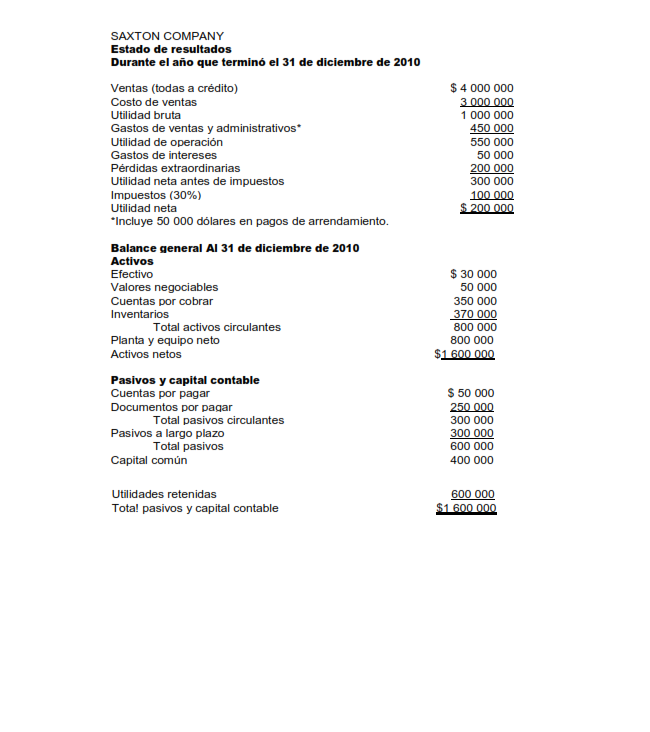 SAXTON COMPANY
Estado de resultados
Durante el año que terminó el 31 de diciembre de 2010
Ventas (todas a crédito) $ 4 000 000
Costo de ventas 3 000 000
Utilidad bruta 1 000 000
Gastos de ventas y administrativos* 450 000
Utilidad de operación 550 000
Gastos de intereses 50 000
Pérdidas extraordinarias 200 000
Utilidad neta antes de impuestos 300 000
Impuestos (30%) 100 000
Utilidad neta $ 200 000
*Incluye 50 000 dólares en pagos de arrendamiento.
Balance general Al 31 de diciembre de 2010
Activos
Efectivo $ 30 000
Valores negociables 50 000
Cuentas por cobrar 350 000
Inventarios 370 000
Total activos circulantes 800 000
Planta y equipo neto 800 000
Activos netos $1 600 000
Pasivos y capital contable
Cuentas por pagar $ 50 000
Documentos por pagar 250 000
Total pasivos circulantes 300 000
Pasivos a largo plazo 300 000
Total pasivos 600 000
Capital común 400 000
Utilidades retenidas 600 000
Tota! pasivos y capital contable $1 600 000